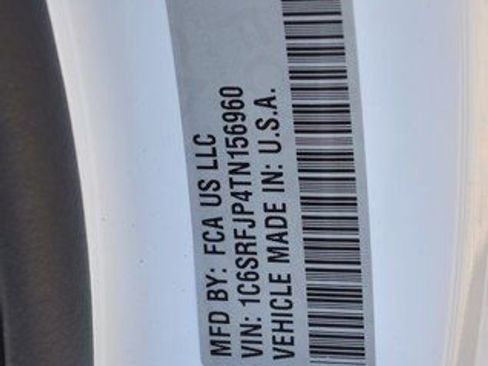 MFD BY: FCA US LLC
VIN: 1C6SRFJP4TN156960
VEHICLE MADE IN: U.S.A.